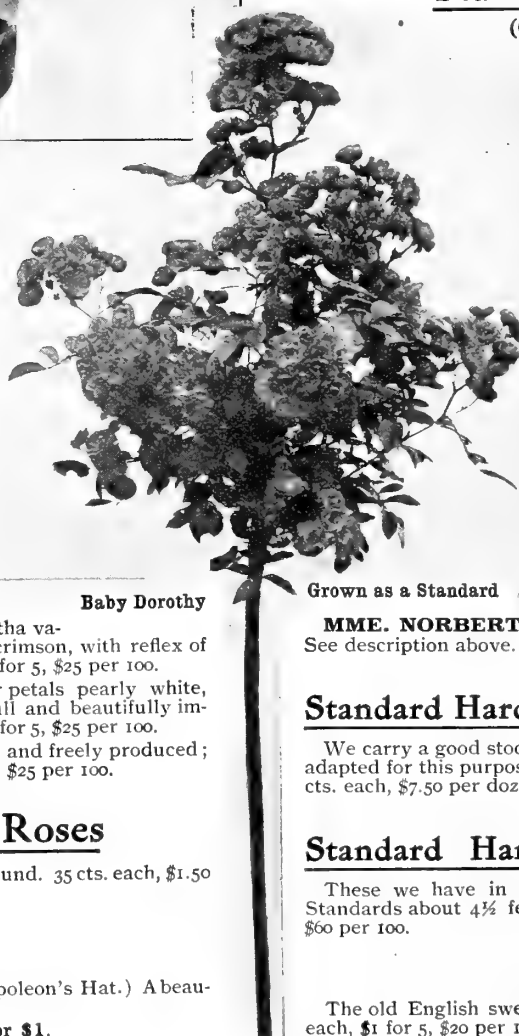 Baby Dorothy
Grown as a Standard
tha va-
crimson, with reflex of
for 5, $25 per 100.
petals pearly white,
ll and beautifully im-
for 5, $25 per 100.
and freely produced;
$25 per 100.
Roses
und. 35 cts. each, $1.50
poleon's Hat.) A beau-
or $1.
MME. NORBERT
See description above.
Standard Hard
We carry a good stoc
adapted for this purpos
cts. each, $7.50 per doz
Standard Har
These we have in
Standards about 4½ fe
$60 per 100.
The old English swe
each, $1 for 5, $20 per 1